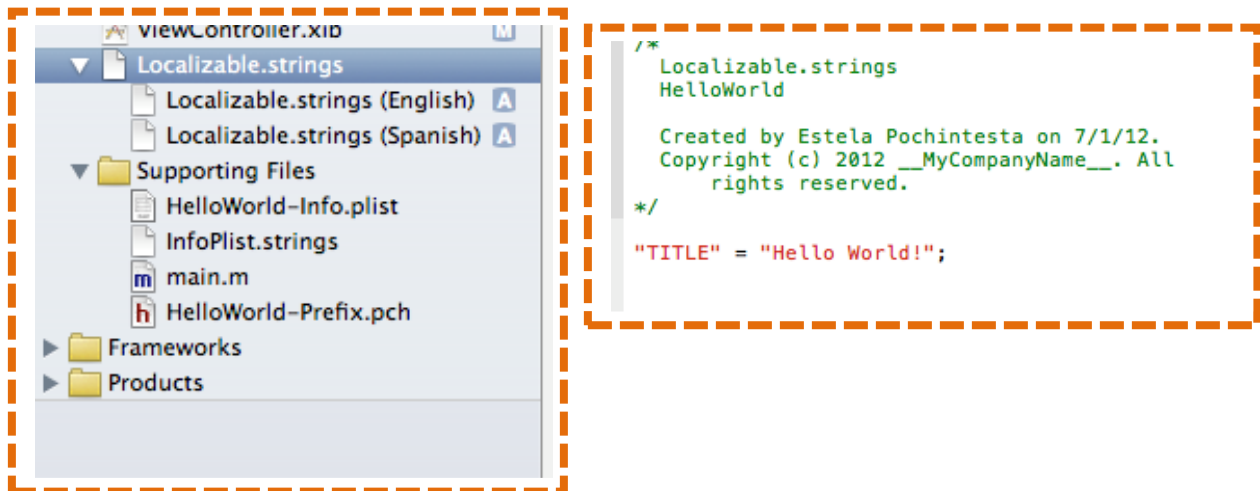 ViewController.xib M
Localizable.strings
Localizable.strings (English) A
Localizable.strings (Spanish) A
Supporting Files
HelloWorld-Info.plist
InfoPlist.strings
m main.m
h HelloWorld-Prefix.pch
Frameworks
Products
/*
Localizable.strings
HelloWorld
Created by Estela Pochintesta on 7/1/12.
Copyright (c) 2012 __MyCompanyName__. All
rights reserved.
*/
"TITLE" = "Hello World!";